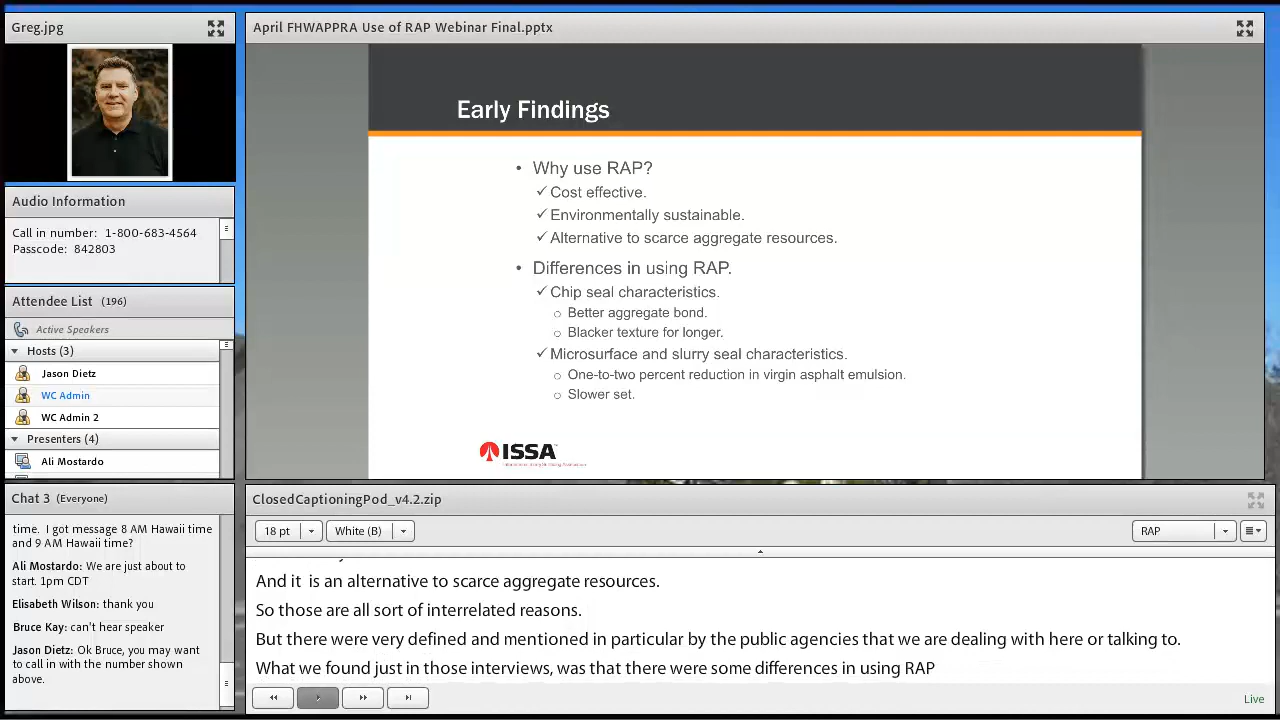 Greg.jpg
April FHWAPPRA Use of RAP Webinar Final.pptx
Early Findings
• Why use RAP?
✓ Cost effective.
✓ Environmentally sustainable.
✓ Alternative to scarce aggregate resources.
• Differences in using RAP.
✓ Chip seal characteristics.
o Better aggregate bond.
o Blacker texture for longer.
✓ Microsurface and slurry seal characteristics.
o One-to-two percent reduction in virgin asphalt emulsion.
o Slower set.
ISSA
Audio Information
Call in number: 1-800-683-4564
Passcode: 842803
Attendee List (196)
Active Speakers
Hosts (3)
Jason Dietz
WC Admin
WC Admin 2
Presenters (4)
Ali Mostardo
Chat 3 (Everyone)
time. I got message 8 AM Hawaii time
and 9 AM Hawaii time?
Ali Mostardo: We are just about to
start. 1pm CDT
Elisabeth Wilson: thank you
Bruce Kay: can't hear speaker
Jason Dietz: Ok Bruce, you may want
to call in with the number shown
above.
ClosedCaptioningPod_v4.2.zip
18 pt
White (B)
RAP
And it is an alternative to scarce aggregate resources.
So those are all sort of interrelated reasons.
But there were very defined and mentioned in particular by the public agencies that we are dealing with here or talking to.
What we found just in those interviews, was that there were some differences in using RAP
Live